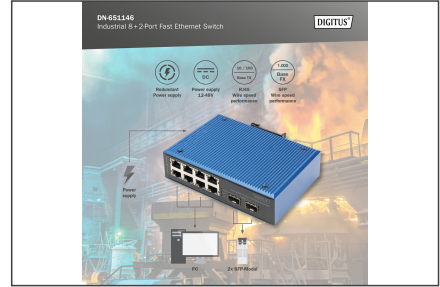 DN-651146
Industrial 8+2-Port Fast Ethernet Switch
DIGITUS®
DC
10 / 100
Base TX
1.000
Base
FX
Redundant
Power supply
Power supply
12-48V
RJ45
Wire speed
performance
SFP
Wire speed
performance
Power
supply
PC
2x SFP-Modul